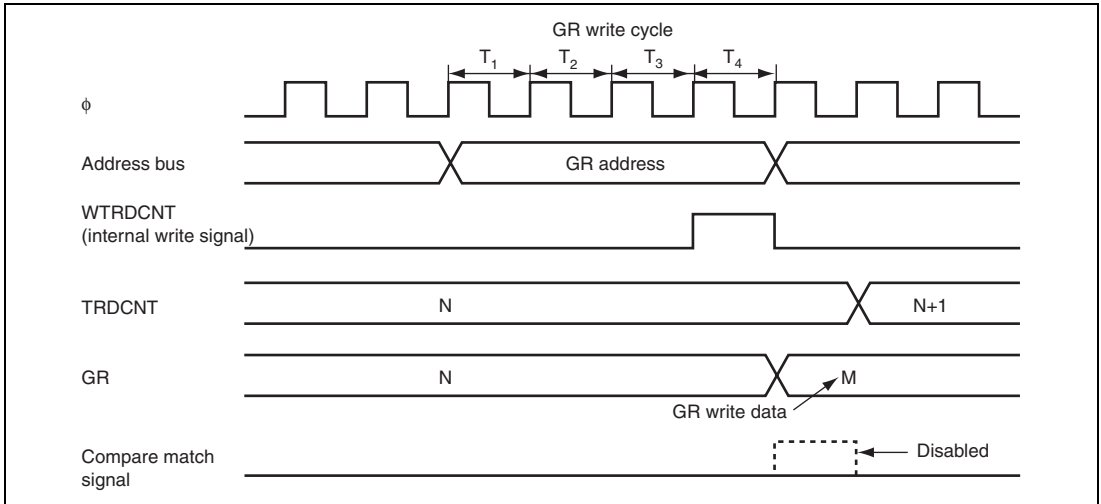 GR write cycle
T1 T2 T3 T4
ϕ
Address bus
GR address
WTRDCNT
(internal write signal)
TRDCNT
N
N+1
GR
N
M
GR write data
Compare match
signal
Disabled